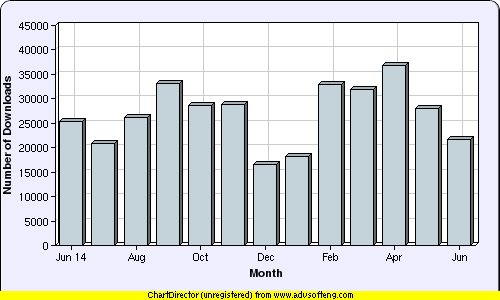 45000
40000
35000
30000
25000
20000
15000
10000
5000
0
Number of Downloads
Jun 14 Aug Oct Dec Feb Apr Jun
Month
ChartDirector (unregistered) from www.advsofteng.com